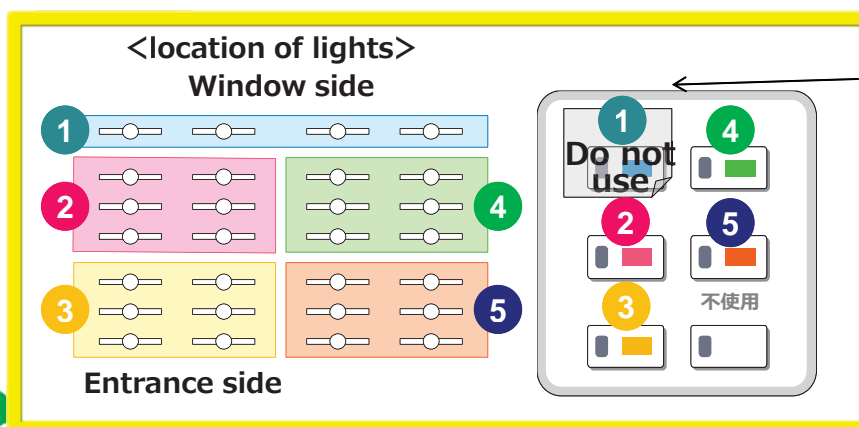 <location of lights>
Window side
1
2
4
3
5
Entrance side
1
Do not
use
4
2
5
3
不使用